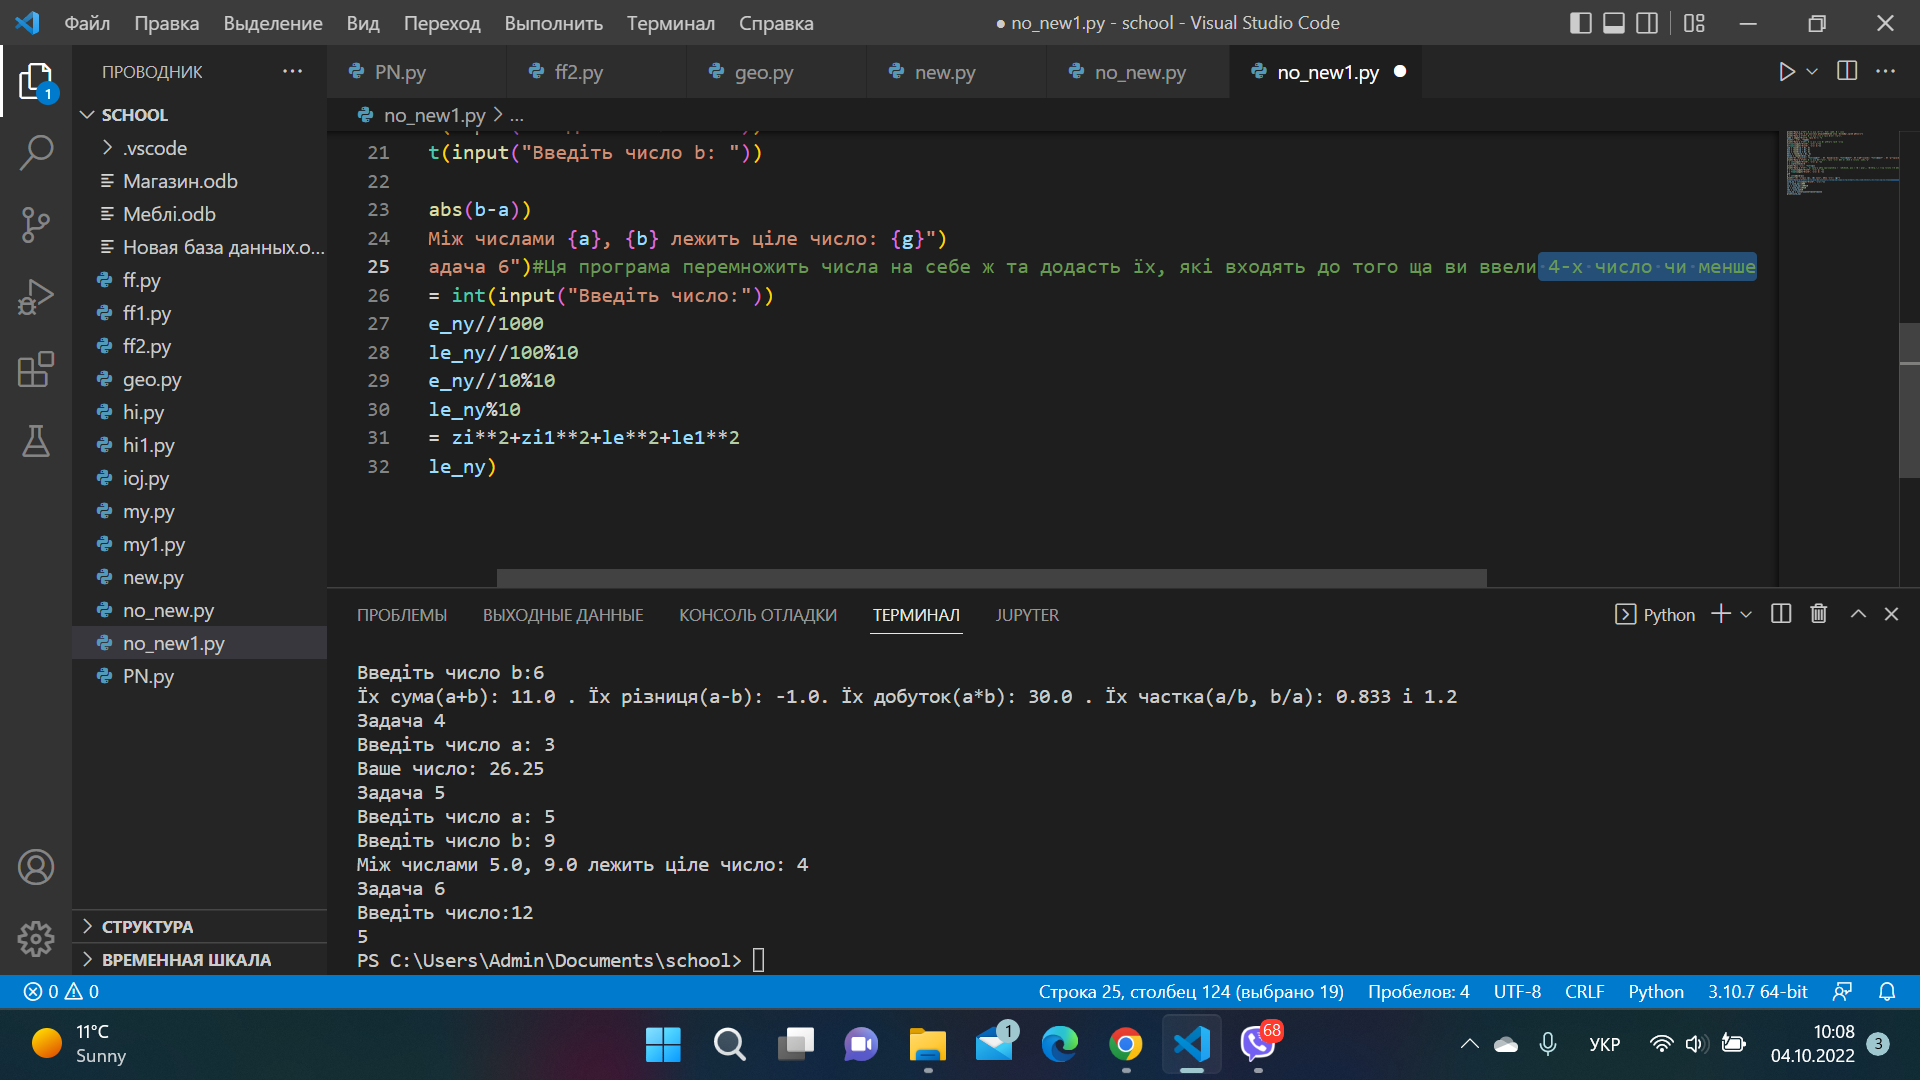 Файл Правка Выделение Вид Переход Выполнить Терминал Справка
● no_new1.py - school - Visual Studio Code
ПРОВОДНИК
PN.py ff2.py geo.py new.py no_new.py no_new1.py
1
no_new1.py > ...
SCHOOL
.vscode
Магазин.odb
Меблі.odb
Новая база данных.o...
ff.py
ff1.py
ff2.py
geo.py
hi.py
hi1.py
ioj.py
my.py
my1.py
new.py
no_new.py
no_new1.py
PN.py
СТРУКТУРА
ВРЕМЕННАЯ ШКАЛА
21 t(input("Введіть число b: "))
22
23 abs(b-a))
24 Між числами {a}, {b} лежить ціле число: {g}")
25 адача 6")#Ця програма перемножить числа на себе ж та додасть їх, які входять до того ща ви ввели 4-х число чи менше
26 = int(input("Введіть число:"))
27 e_ny//1000
28 le_ny//100%10
29 e_ny//10%10
30 le_ny%10
31 = zi**2+zi1**2+le**2+le1**2
32 le_ny)
ПРОБЛЕМЫ ВЫХОДНЫЕ ДАННЫЕ КОНСОЛЬ ОТЛАДКИ ТЕРМИНАЛ JUPYTER
Python
Введіть число b:6
Їх сума(a+b): 11.0 . Їх різниця(a-b): -1.0. Їх добуток(a*b): 30.0 . Їх частка(a/b, b/a): 0.833 і 1.2
Задача 4
Введіть число a: 3
Ваше число: 26.25
Задача 5
Введіть число a: 5
Введіть число b: 9
Між числами 5.0, 9.0 лежить ціле число: 4
Задача 6
Введіть число:12
5
PS C:\Users\Admin\Documents\school>
0 0
Строка 25, столбец 124 (выбрано 19) Пробелов: 4 UTF-8 CRLF Python 3.10.7 64-bit
11°C
Sunny
1
68
УКР
10:08
04.10.2022
3